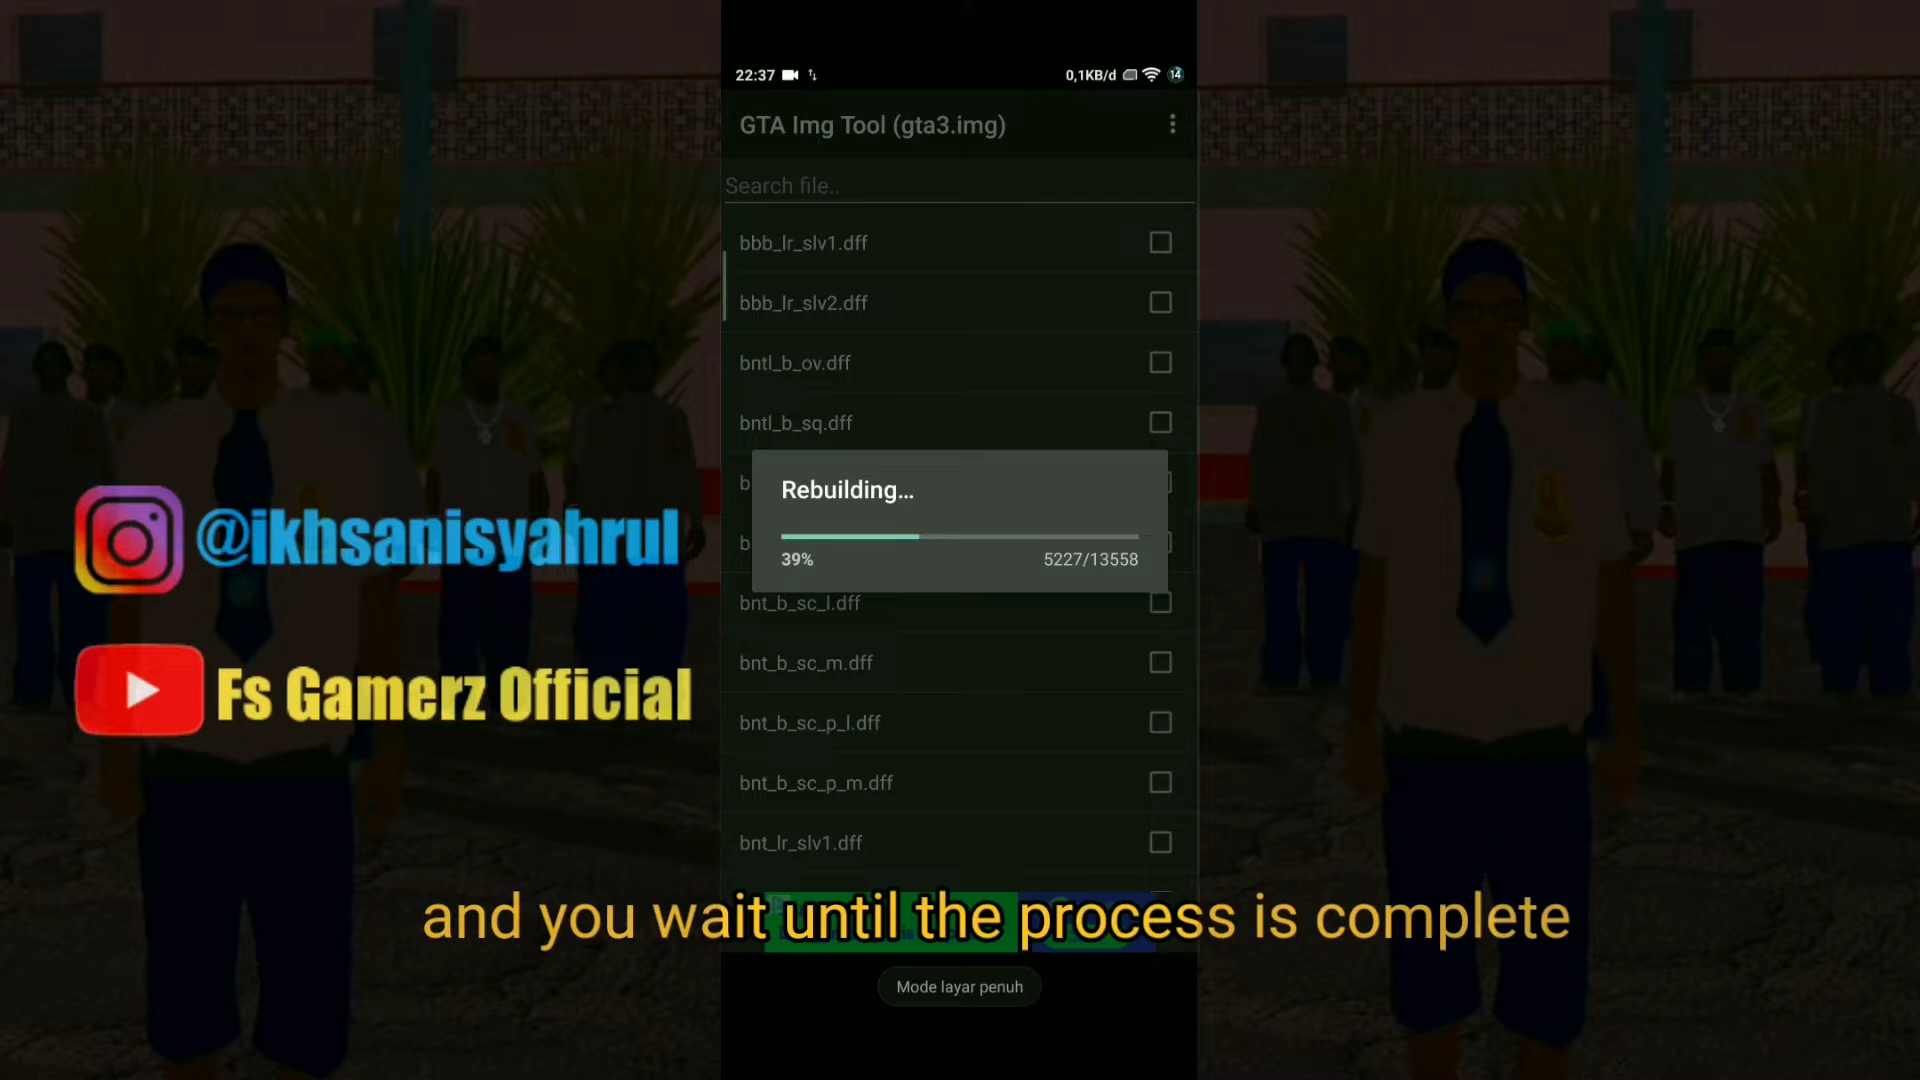 22:37
0,1KB/d
14
GTA Img Tool (gta3.img)
Search file..
bbb_lr_slv1.dff
bbb_lr_slv2.dff
bntl_b_ov.dff
bntl_b_sq.dff
b
Rebuilding...
b
39%
5227/13558
bnt_b_sc_l.dff
bnt_b_sc_m.dff
bnt_b_sc_p_l.dff
bnt_b_sc_p_m.dff
bnt_lr_slv1.dff
@ikhsanisyahrul
Fs Gamerz Official
and you wait until the process is complete
Mode layar penuh